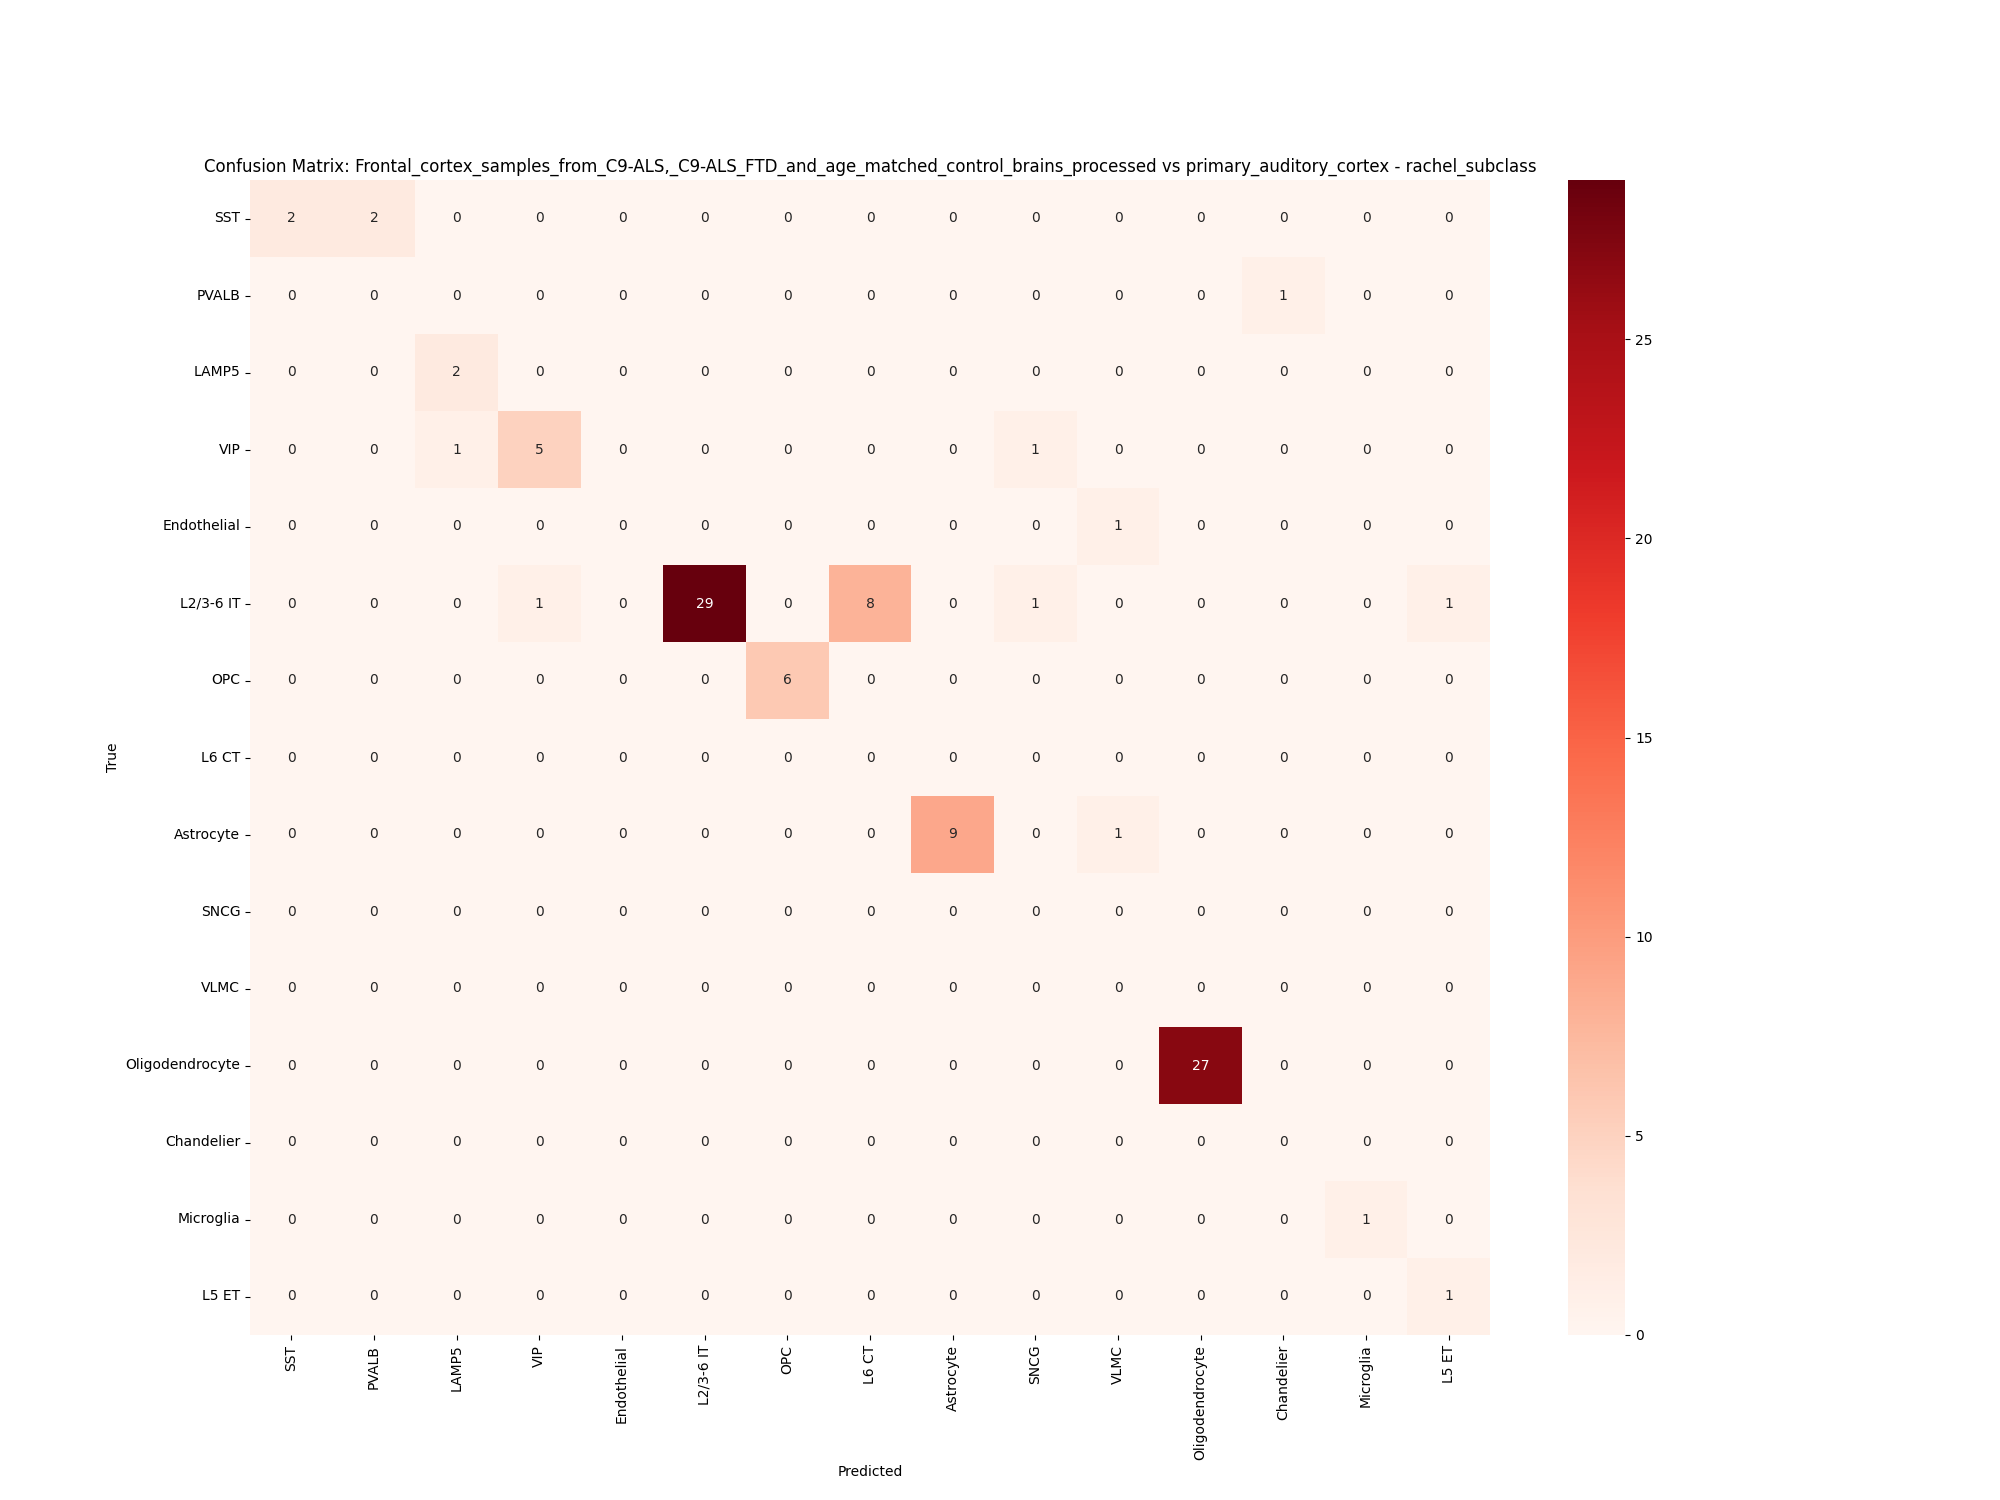 Confusion Matrix: Frontal_cortex_samples_from_C9-ALS,_C9-ALS_FTD_and_age_matched_control_brains_processed vs primary_auditory_cortex - rachel_subclass
SST 2 2 0 0 0 0 0 0 0 0 0 0 0 0 0
PVALB 0 0 0 0 0 0 0 0 0 0 0 0 1 0 0
LAMP5 0 0 2 0 0 0 0 0 0 0 0 0 0 0 0
VIP 0 0 1 5 0 0 0 0 0 1 0 0 0 0 0
Endothelial 0 0 0 0 0 0 0 0 0 0 1 0 0 0 0
L2/3-6 IT 0 0 0 1 0 29 0 8 0 1 0 0 0 0 1
OPC 0 0 0 0 0 0 6 0 0 0 0 0 0 0 0
L6 CT 0 0 0 0 0 0 0 0 0 0 0 0 0 0 0
Astrocyte 0 0 0 0 0 0 0 0 9 0 1 0 0 0 0
SNCG 0 0 0 0 0 0 0 0 0 0 0 0 0 0 0
VLMC 0 0 0 0 0 0 0 0 0 0 0 0 0 0 0
Oligodendrocyte 0 0 0 0 0 0 0 0 0 0 0 27 0 0 0
Chandelier 0 0 0 0 0 0 0 0 0 0 0 0 0 0 0
Microglia 0 0 0 0 0 0 0 0 0 0 0 0 0 1 0
L5 ET 0 0 0 0 0 0 0 0 0 0 0 0 0 0 1
True
SST PVALB LAMP5 VIP Endothelial L2/3-6 IT OPC L6 CT Astrocyte SNCG VLMC Oligodendrocyte Chandelier Microglia L5 ET
Predicted
25
20
15
10
5
0